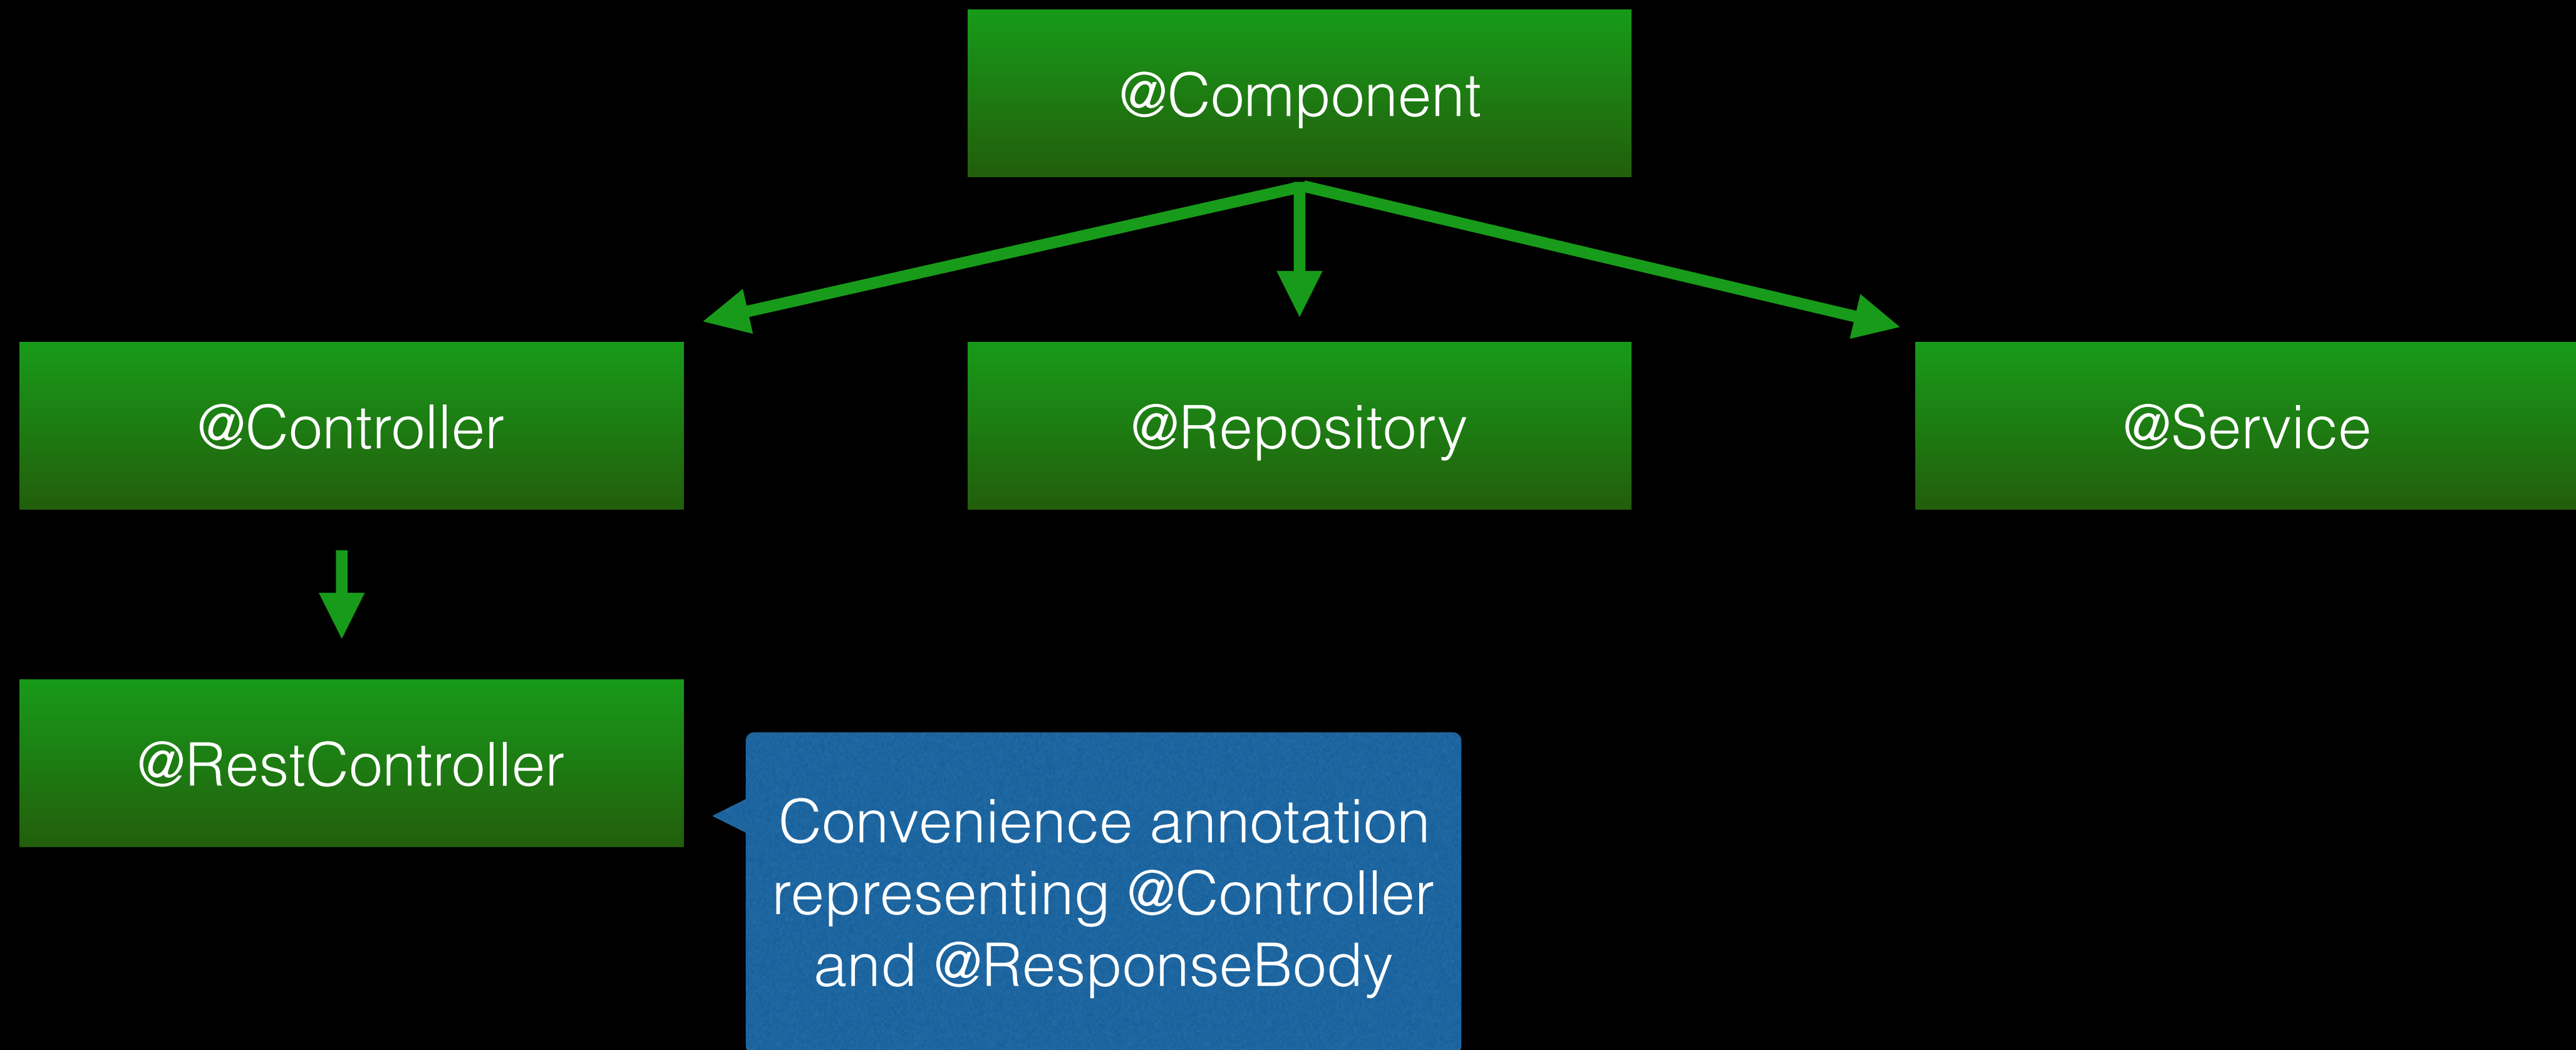 @Component
@Controller
@Repository
@Service
@RestController
Convenience annotation
representing @Controller
and @ResponseBody